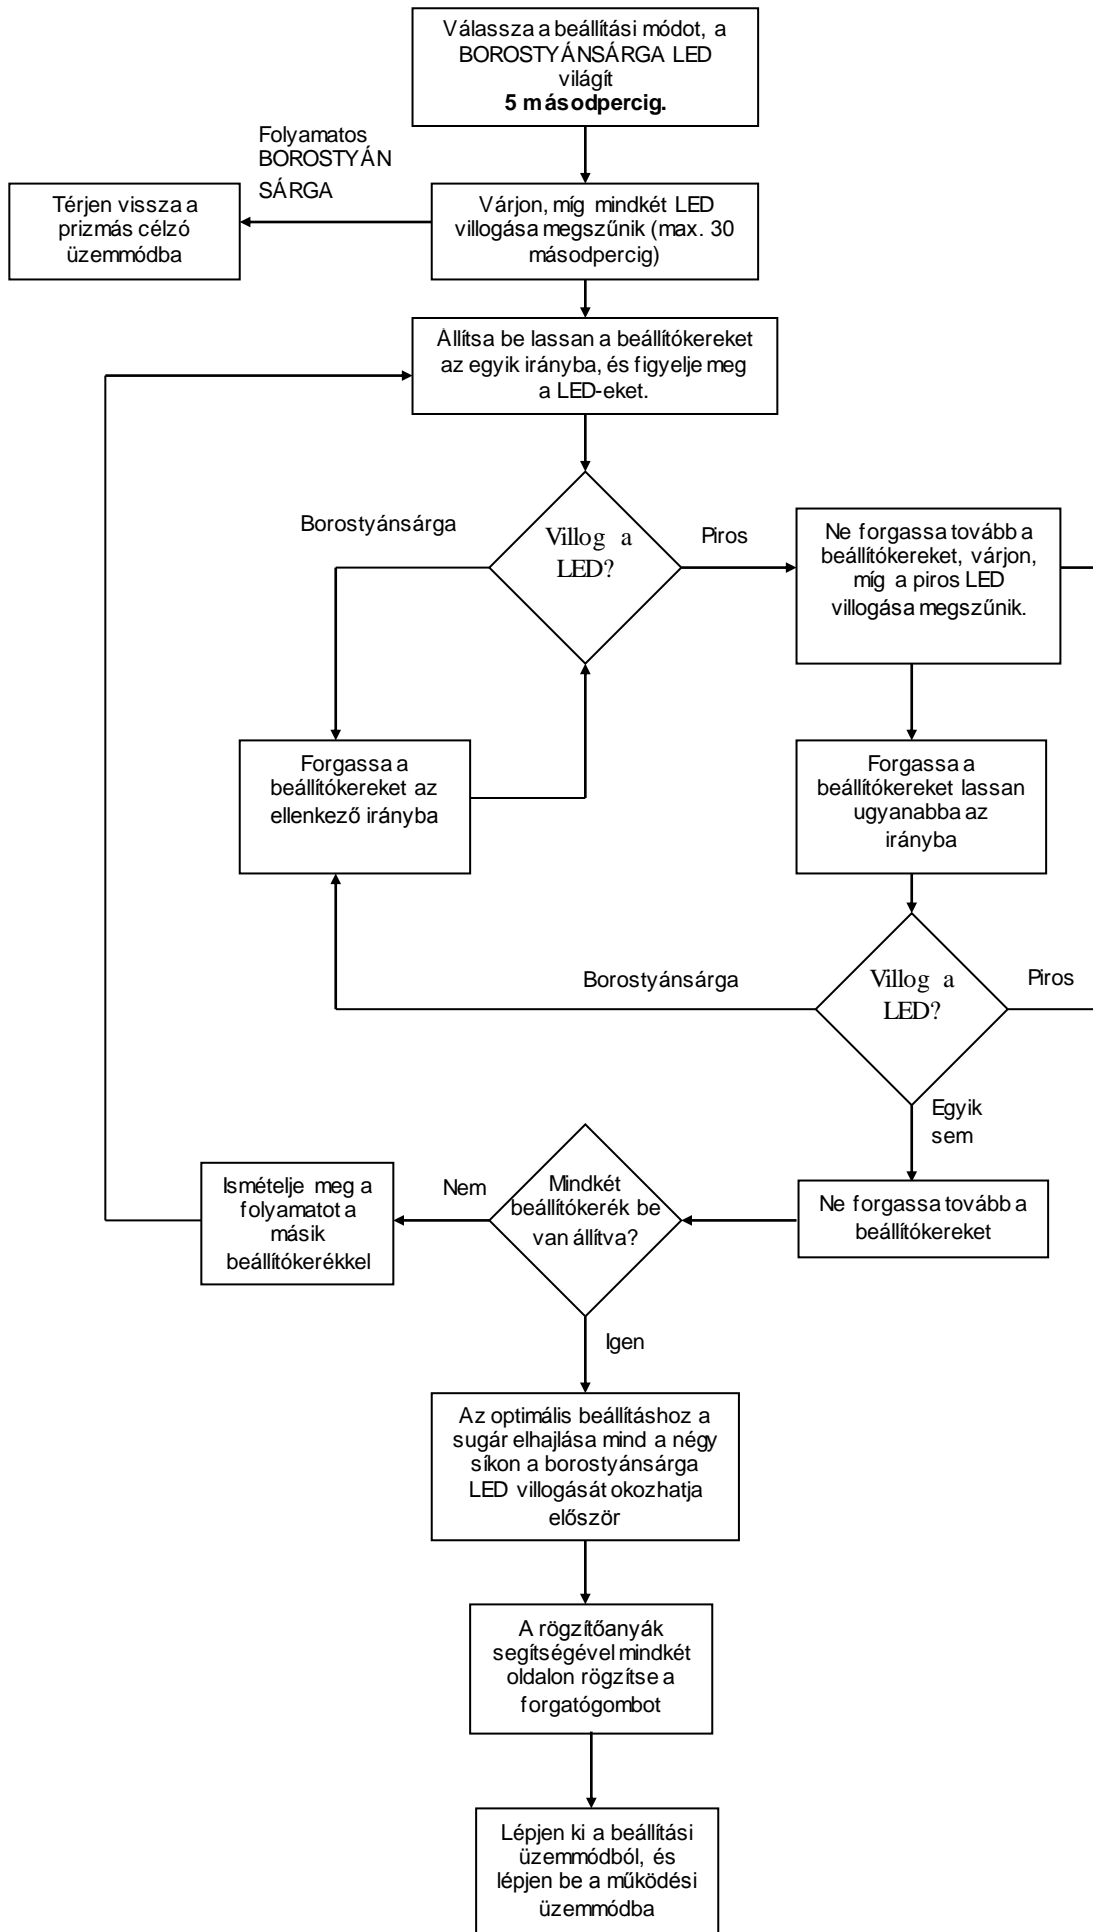 Válassza a beállítási módot, a
BOROSTYÁNSÁRGA LED
világít
5 másodpercig.
Folyamatos
BOROSTYÁN
SÁRGA
Térjen vissza a
prizmás célzó
üzemmódba
Várjon, míg mindkét LED
villogása megszűnik (max. 30
másodpercig)
Állítsa be lassan a beállítókereket
az egyik irányba, és figyelje meg
a LED-eket.
Borostyánsárga
Villog a
LED?
Piros
Ne forgassa tovább a
beállítókereket, várjon,
míg a piros LED
villogása megszűnik.
Forgassa a
beállítókereket az
ellenkező irányba
Forgassa a
beállítókereket lassan
ugyanabba az
irányba
Borostyánsárga
Villog a
LED?
Piros
Egyik
sem
Ismételje meg a
folyamatot a
másik
beállítókerékkel
Nem
Mindkét
beállítókerék be
van állítva?
Ne forgassa tovább a
beállítókereket
Igen
Az optimális beállításhoz a
sugár elhajlása mind a négy
síkon a borostyánsárga
LED villogását okozhatja
először
A rögzítőanyák
segítségével mindkét
oldalon rögzítse a
forgatógombot
Lépjen ki a beállítási
üzemmódból, és
lépjen be a működési
üzemmódba